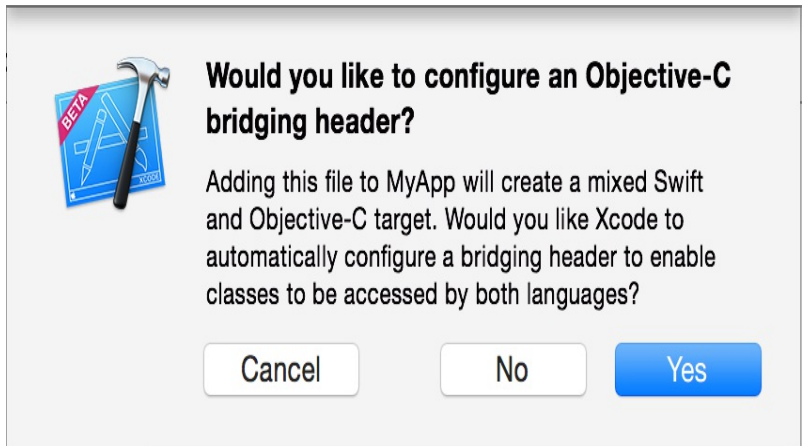 Would you like to configure an Objective-C
bridging header?
BETA
XCODE
Adding this file to MyApp will create a mixed Swift
and Objective-C target. Would you like Xcode to
automatically configure a bridging header to enable
classes to be accessed by both languages?
Cancel
No
Yes